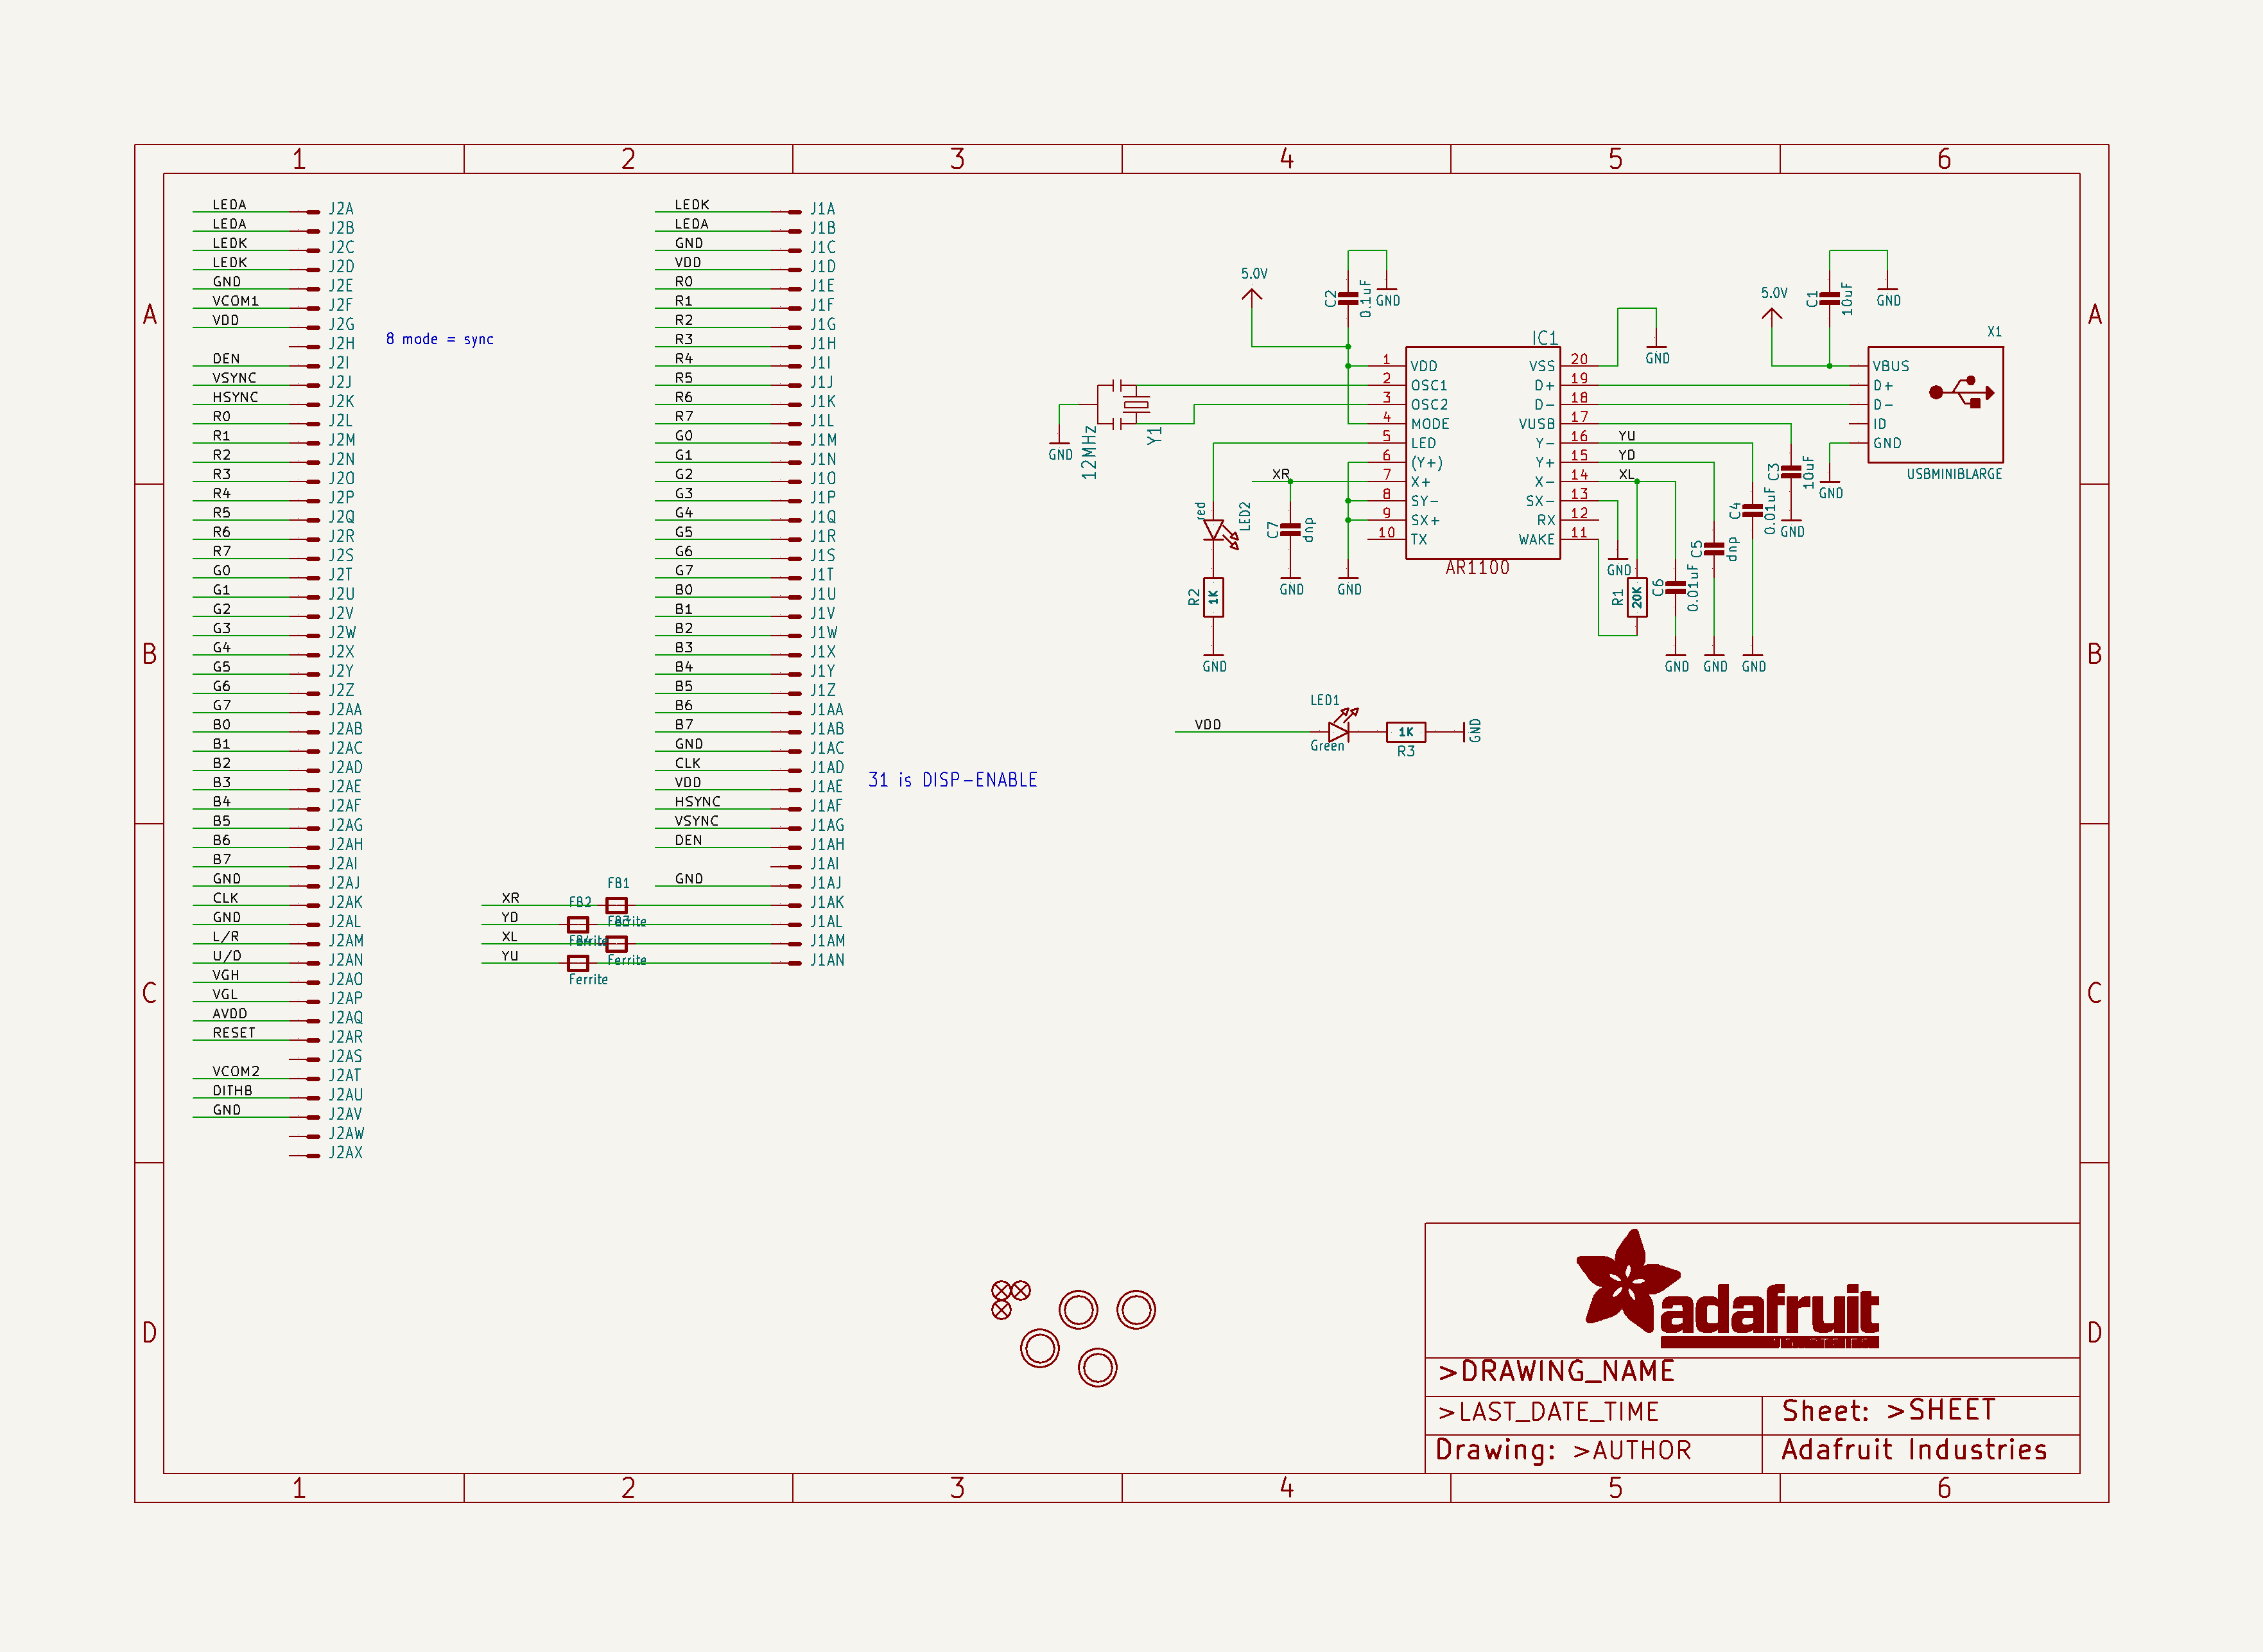 1 2 3 4 5 6
A
B
C
D
LEDA J2A
LEDA J2B
LEDK J2C
LEDK J2D
GND J2E
VCOM1 J2F
VDD J2G
J2H
8 mode = sync
DEN J2I
VSYNC J2J
HSYNC J2K
R0 J2L
R1 J2M
R2 J2N
R3 J2O
R4 J2P
R5 J2Q
R6 J2R
R7 J2S
G0 J2T
G1 J2U
G2 J2V
G3 J2W
G4 J2X
G5 J2Y
G6 J2Z
G7 J2AA
B0 J2AB
B1 J2AC
B2 J2AD
B3 J2AE
B4 J2AF
B5 J2AG
B6 J2AH
B7 J2AI
GND J2AJ
CLK J2AK
GND J2AL
L/R J2AM
U/D J2AN
VGH J2AO
VGL J2AP
AVDD J2AQ
RESET J2AR
J2AS
VCOM2 J2AT
DITHB J2AU
GND J2AV
J2AW
J2AX
LEDK J1A
LEDA J1B
GND J1C
VDD J1D
R0 J1E
R1 J1F
R2 J1G
R3 J1H
R4 J1I
R5 J1J
R6 J1K
R7 J1L
G0 J1M
G1 J1N
G2 J1O
G3 J1P
G4 J1Q
G5 J1R
G6 J1S
G7 J1T
B0 J1U
B1 J1V
B2 J1W
B3 J1X
B4 J1Y
B5 J1Z
B6 J1AA
B7 J1AB
GND J1AC
CLK J1AD
VDD J1AE
31 is DISP-ENABLE
HSYNC J1AF
VSYNC J1AG
DEN J1AH
J1AI
GND J1AJ
FB1
XR FB2 J1AK
YD FB3 Ferrite J1AL
XL FB4 Ferrite J1AM
YU Ferrite J1AN
Ferrite
5.0V
C2
0.1uF
GND
IC1
1 VDD
2 OSC1
3 OSC2
4 MODE
5 LED
6 (Y+)
7 X+
8 SY-
9 SX+
10 TX
VSS 20
D+ 19
D- 18
VUSB 17
Y- 16
Y+ 15
X- 14
SX- 13
RX 12
WAKE 11
AR1100
GND
12MHz
Y1
XR
red
LED2
R2
1K
GND
C7
dnp
GND
GND
GND
YU
YD
XL
GND
R1
20K
C6
0.01uF
GND
C5
dnp
GND
C4
0.01uF
GND
C3
10uF
GND
5.0V
C1
10uF
GND
X1
VBUS
D+
D-
ID
GND
USBMINIBLARGE
GND
VDD
LED1
Green
1K
R3
GND
adafruit
>DRAWING_NAME
>LAST_DATE_TIME
Sheet: >SHEET
Drawing: >AUTHOR
Adafruit Industries
A
B
C
D
1 2 3 4 5 6